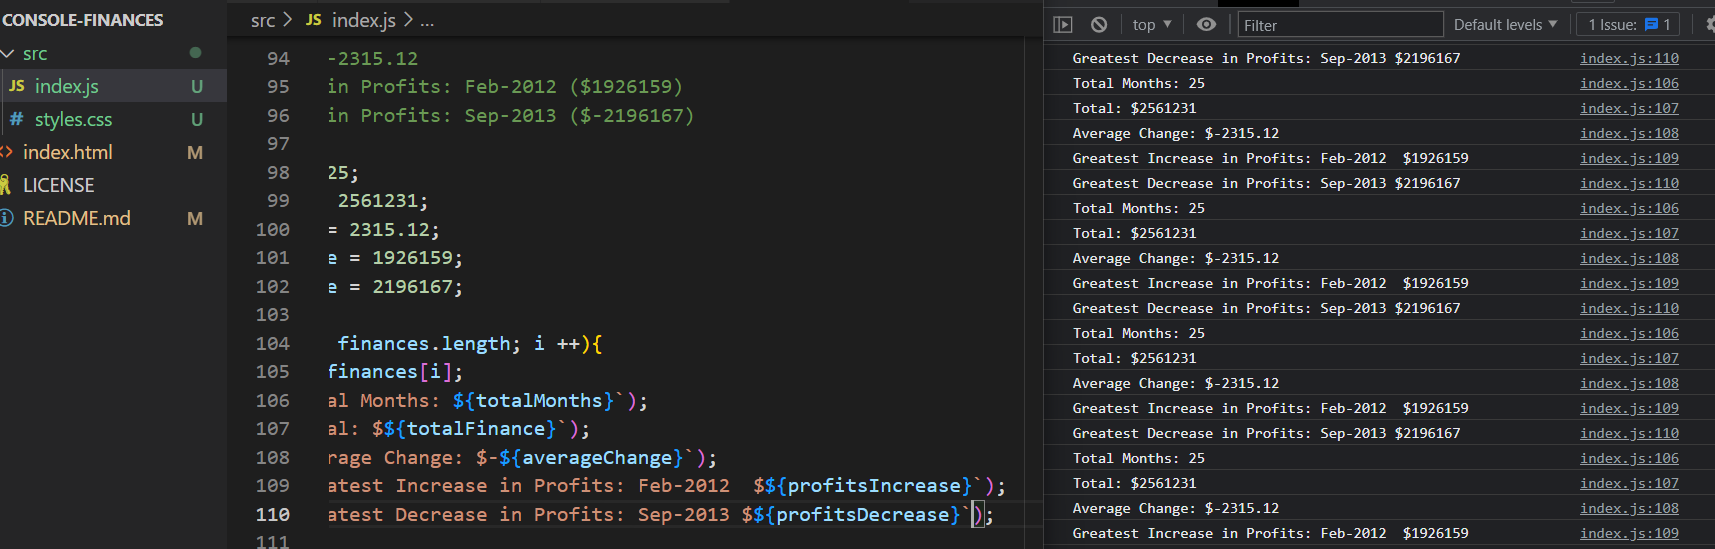 CONSOLE-FINANCES
src
JS index.js U
# styles.css U
<> index.html M
LICENSE
README.md M
src > JS index.js > ...
94 -2315.12
95 in Profits: Feb-2012 ($1926159)
96 in Profits: Sep-2013 ($-2196167)
97
98 25;
99 2561231;
100 = 2315.12;
101 e = 1926159;
102 e = 2196167;
103
104 finances.length; i ++){
105 finances[i];
106 al Months: ${totalMonths}`);
107 al: $${totalFinance}`);
108 rage Change: $-${averageChange}`);
109 atest Increase in Profits: Feb-2012  $${profitsIncrease}`);
110 atest Decrease in Profits: Sep-2013 $${profitsDecrease}`);
111
top Filter Default levels 1 Issue: 1
Greatest Decrease in Profits: Sep-2013 $2196167 index.js:110
Total Months: 25 index.js:106
Total: $2561231 index.js:107
Average Change: $-2315.12 index.js:108
Greatest Increase in Profits: Feb-2012  $1926159 index.js:109
Greatest Decrease in Profits: Sep-2013 $2196167 index.js:110
Total Months: 25 index.js:106
Total: $2561231 index.js:107
Average Change: $-2315.12 index.js:108
Greatest Increase in Profits: Feb-2012  $1926159 index.js:109
Greatest Decrease in Profits: Sep-2013 $2196167 index.js:110
Total Months: 25 index.js:106
Total: $2561231 index.js:107
Average Change: $-2315.12 index.js:108
Greatest Increase in Profits: Feb-2012  $1926159 index.js:109
Greatest Decrease in Profits: Sep-2013 $2196167 index.js:110
Total Months: 25 index.js:106
Total: $2561231 index.js:107
Average Change: $-2315.12 index.js:108
Greatest Increase in Profits: Feb-2012  $1926159 index.js:109